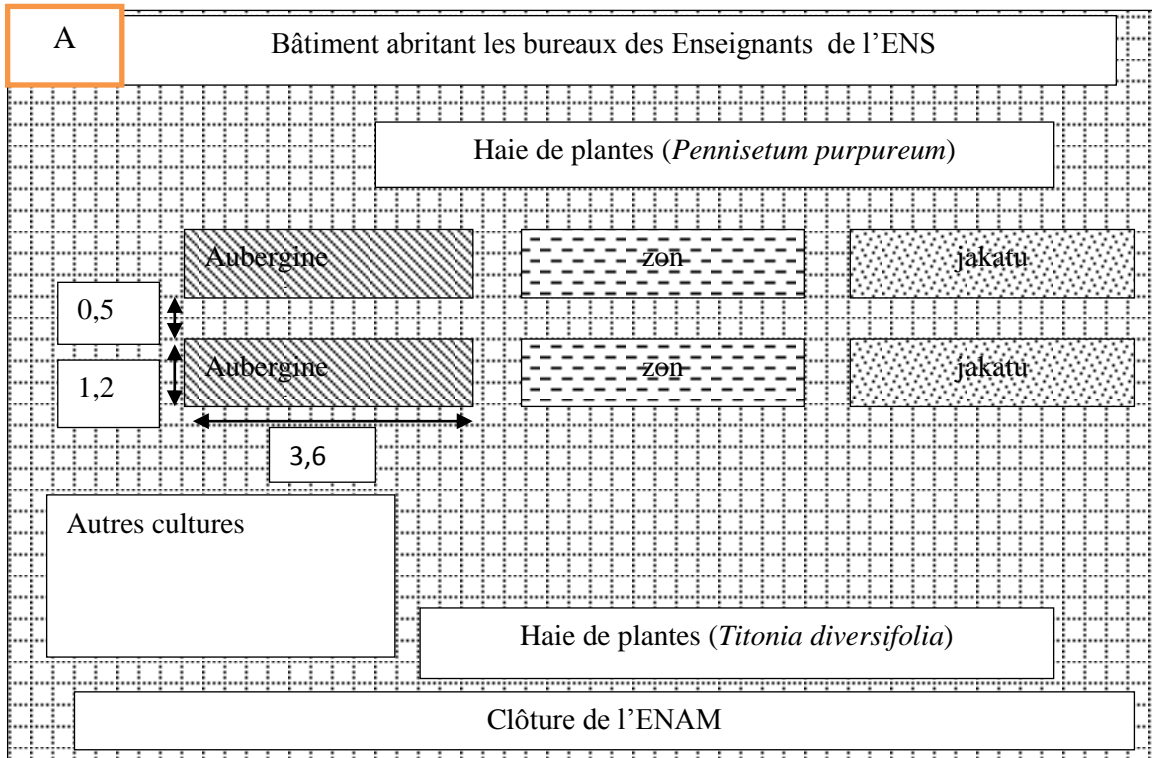 A
Bâtiment abritant les bureaux des Enseignants de l’ENS
Haie de plantes (Pennisetum purpureum)
Aubergine
zon
jakatu
0,5
Aubergine
zon
jakatu
1,2
3,6
Autres cultures
Haie de plantes (Titonia diversifolia)
Clôture de l’ENAM